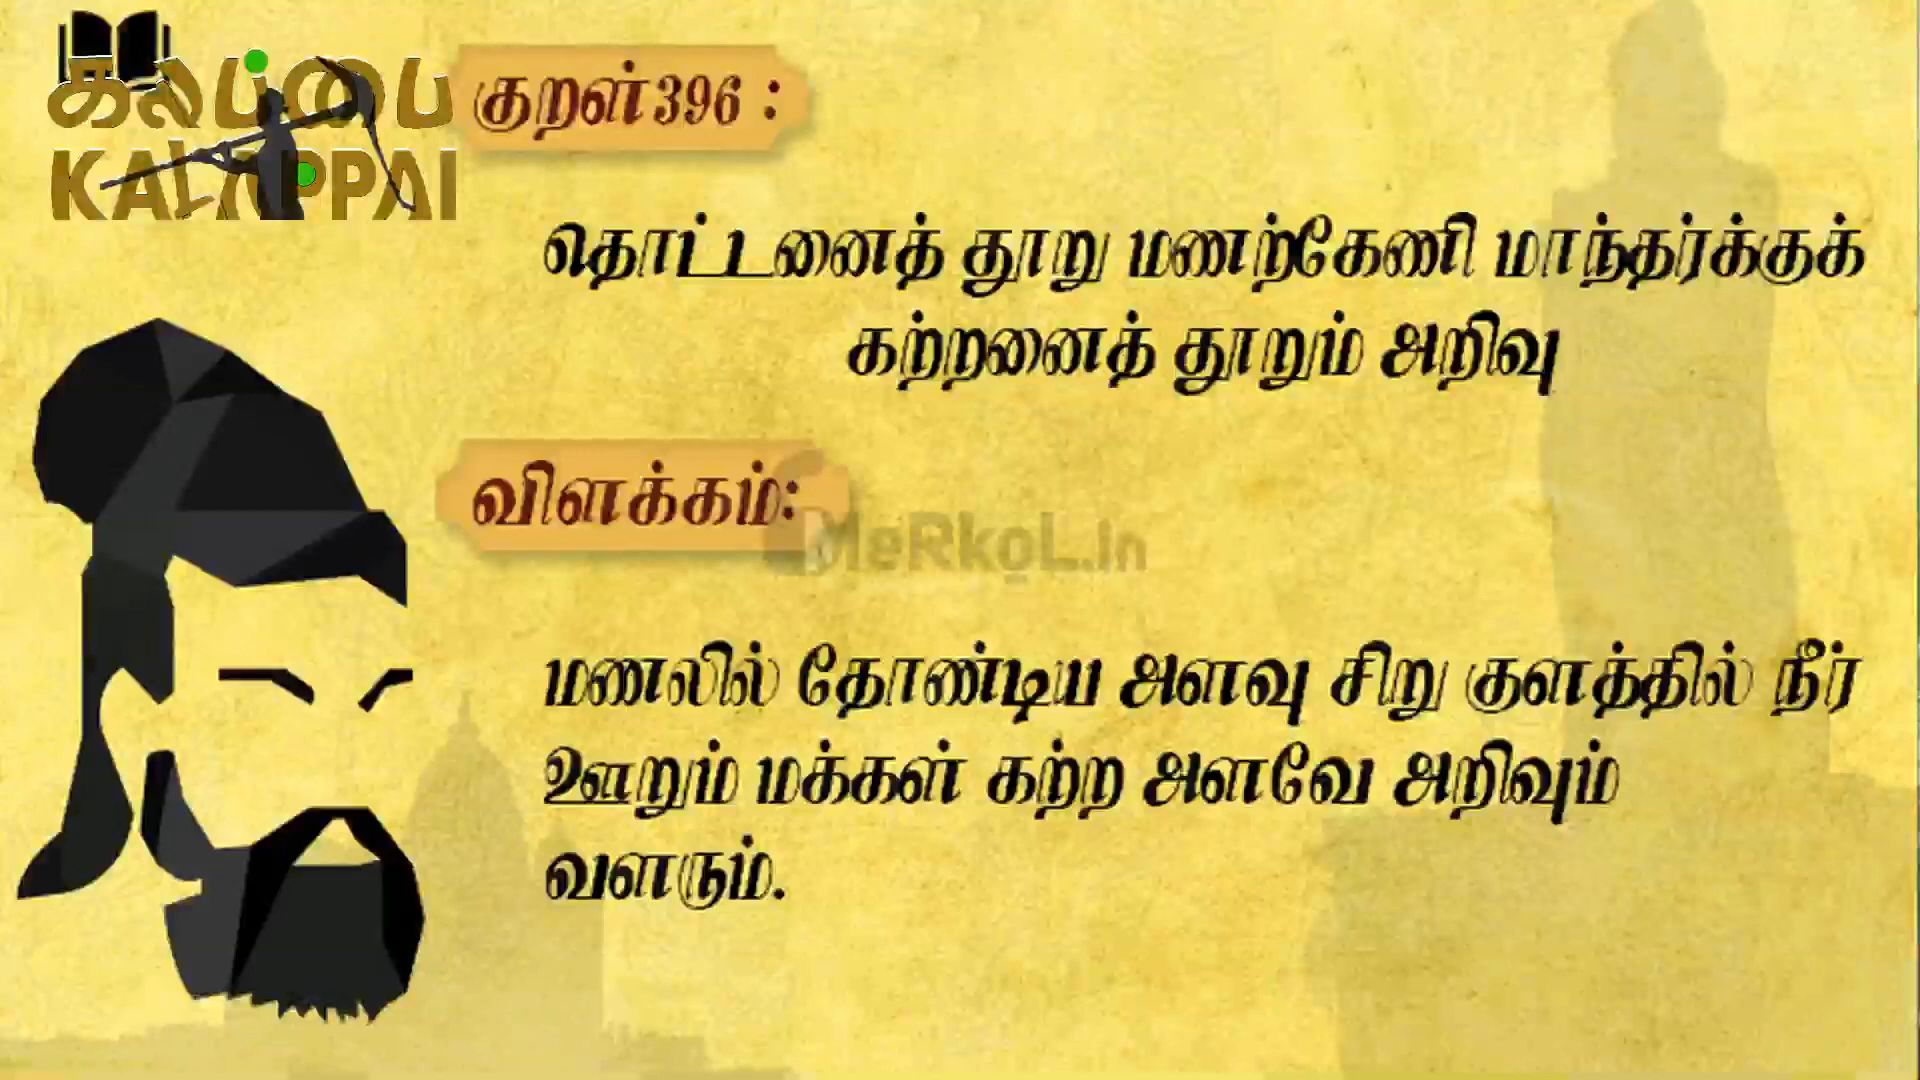 கலப்பை
KALAPPAI
குறள் 396 :
தொட்டனைத் தூறு மணற்கேணி மாந்தர்க்குக்
கற்றனைத் தூறும் அறிவு
விளக்கம்:
MeRkoL.in
மணலில் தோண்டிய அளவு சிறு குளத்தில் நீர்
ஊறும் மக்கள் கற்ற அளவே அறிவும்
வளரும்.